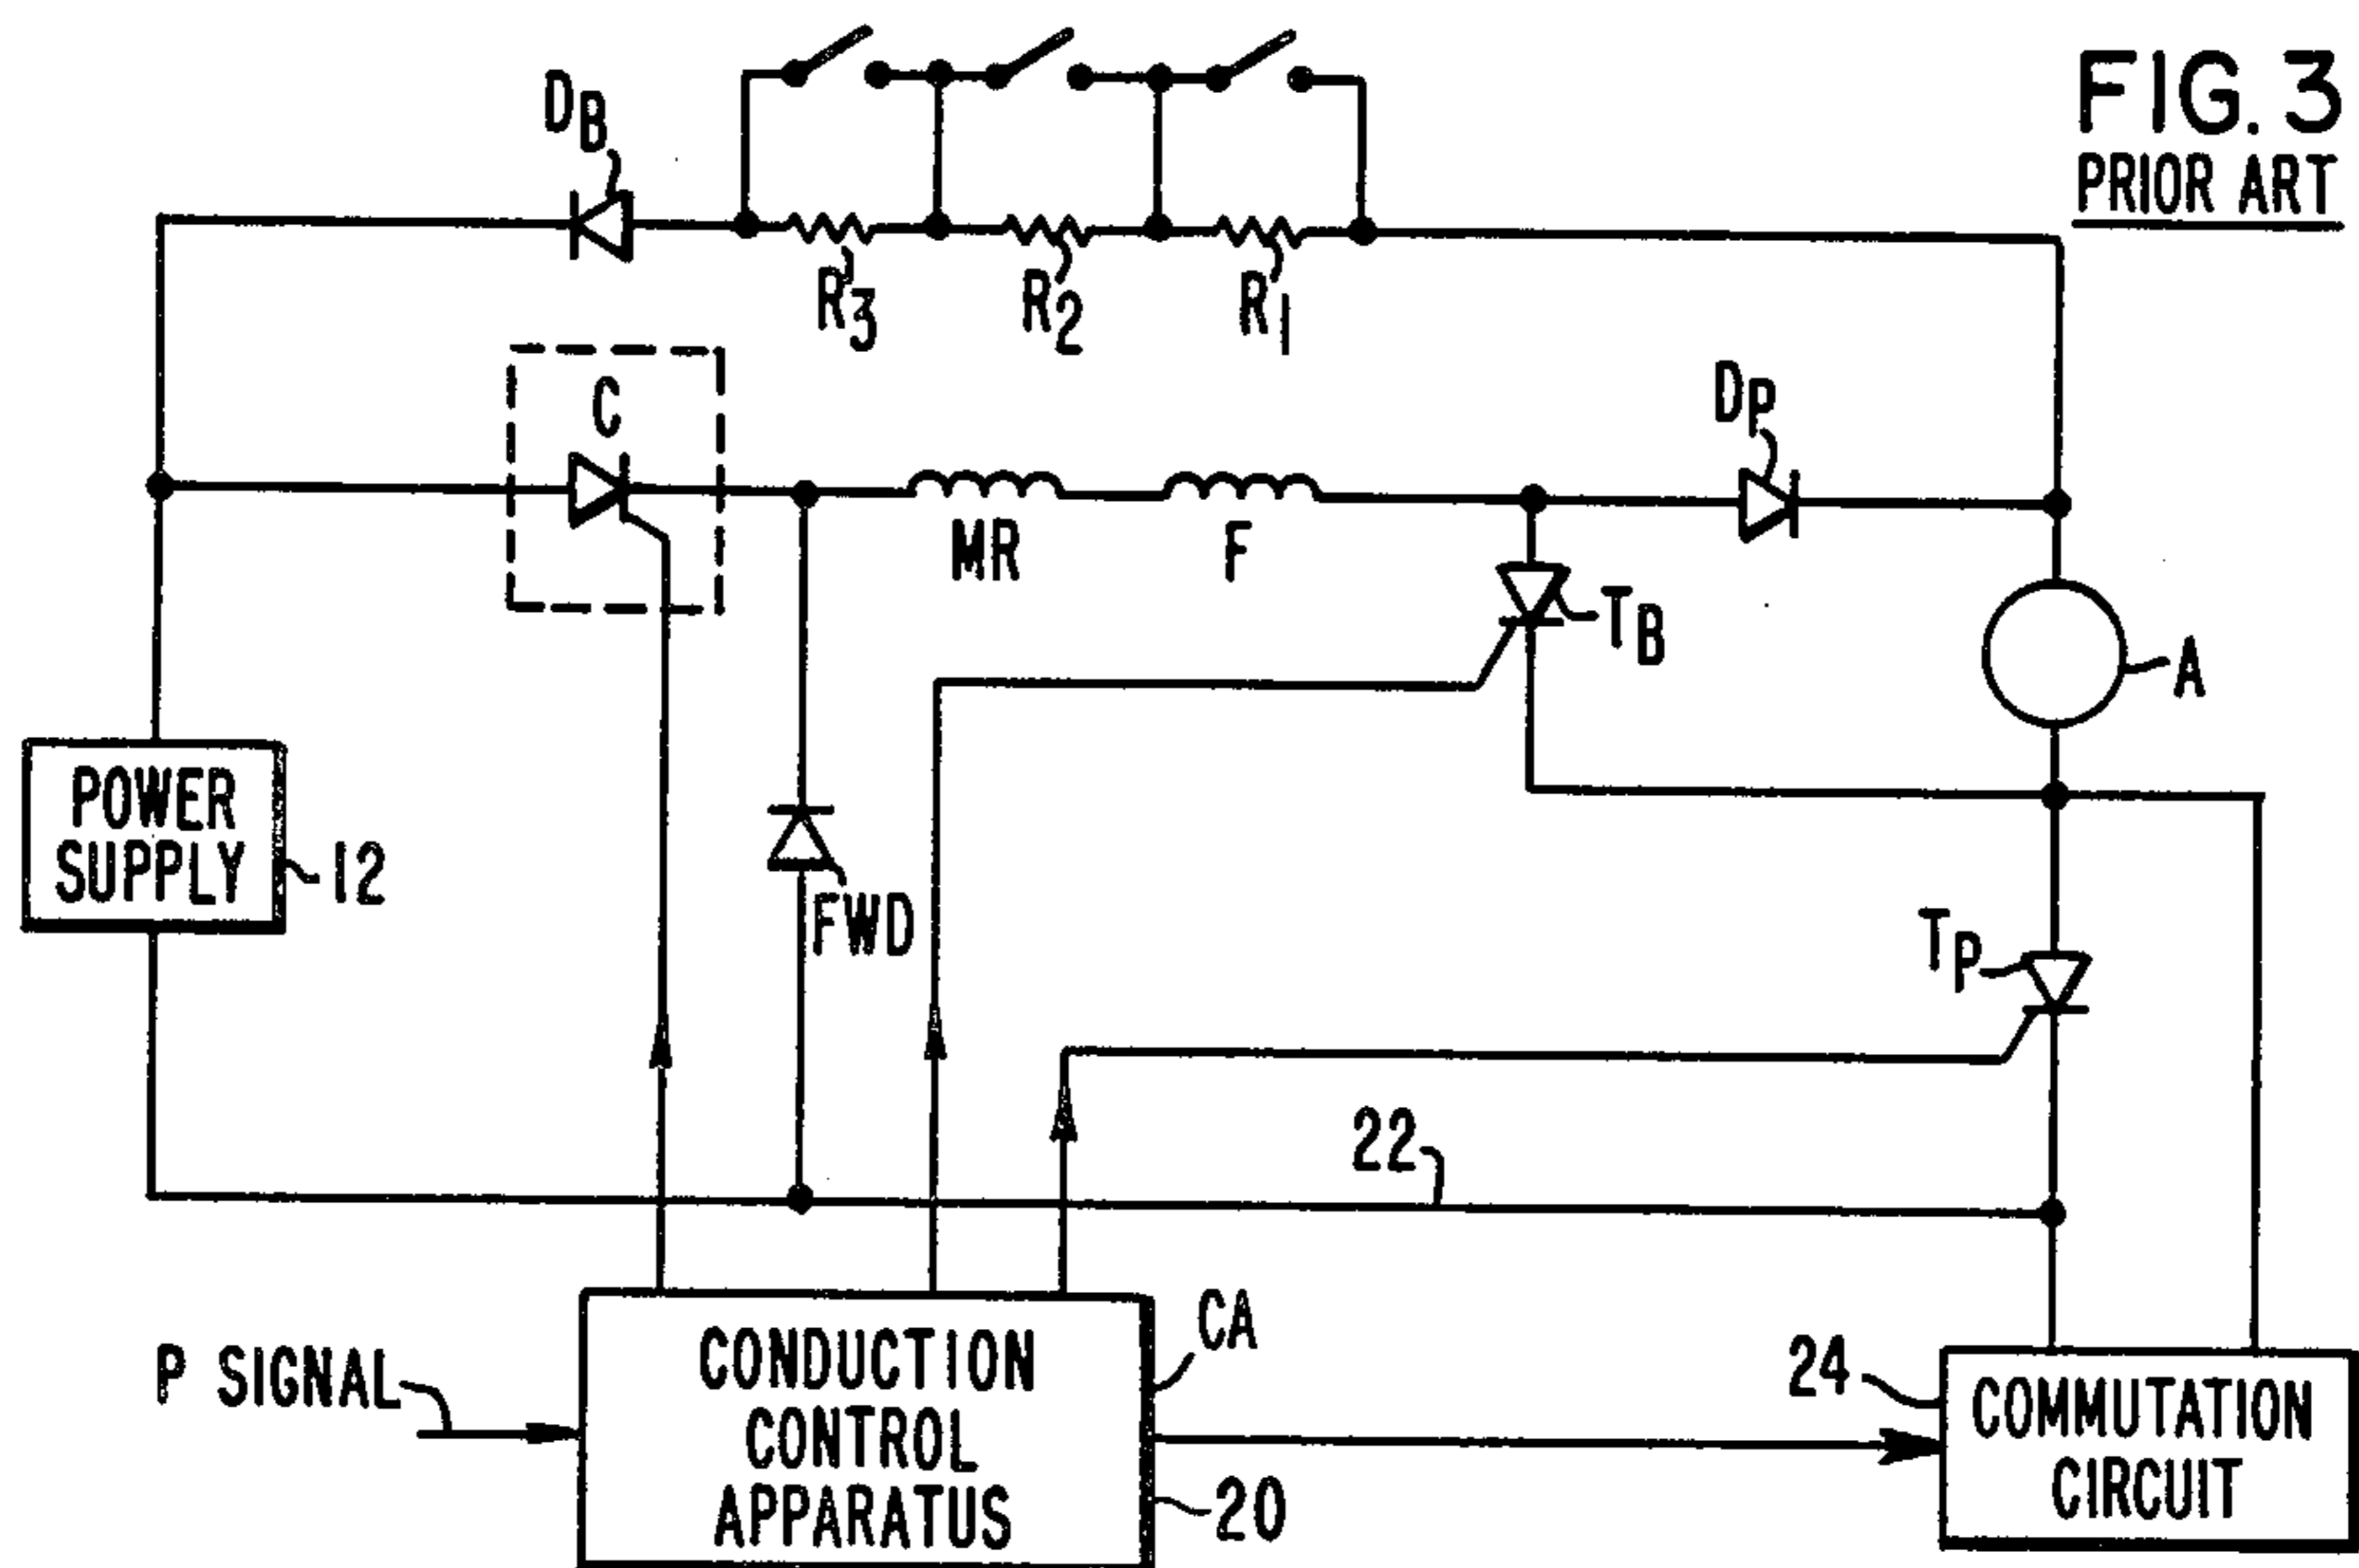 FIG. 3
PRIOR ART
DB
R3
R2
R1
C
DP
MR
F
TB
A
POWER
SUPPLY
12
FWD
TP
22
P SIGNAL
CONDUCTION
CONTROL
APPARATUS
CA
20
24
COMMUTATION
CIRCUIT